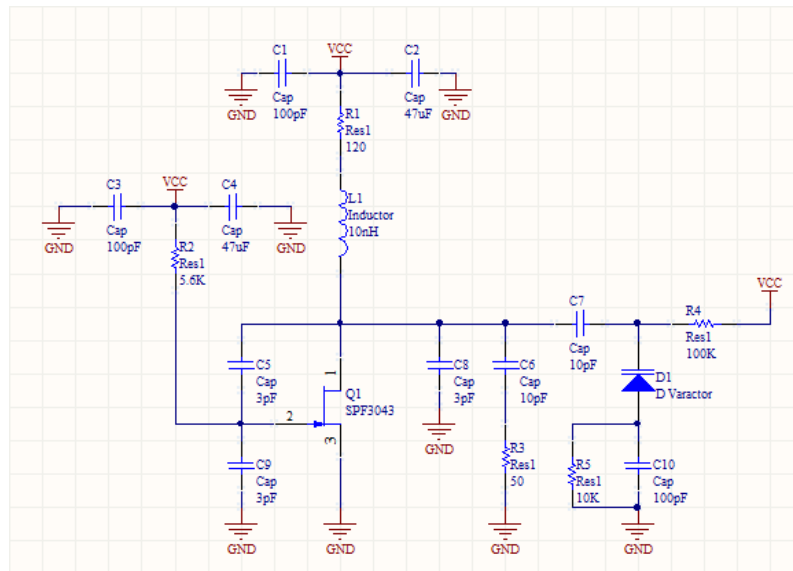 C1
Cap
100pF
GND
VCC
C2
Cap
47uF
GND
R1
Res1
120
L1
Inductor
10nH
C3
Cap
100pF
GND
VCC
C4
Cap
47uF
GND
R2
Res1
5.6K
C5
Cap
3pF
1
Q1
SPF3043
2
3
GND
C9
Cap
3pF
GND
C8
Cap
3pF
GND
C6
Cap
10pF
R3
Res1
50
GND
C7
Cap
10pF
R4
Res1
100K
VCC
D1
D Varactor
R5
Res1
10K
C10
Cap
100pF
GND